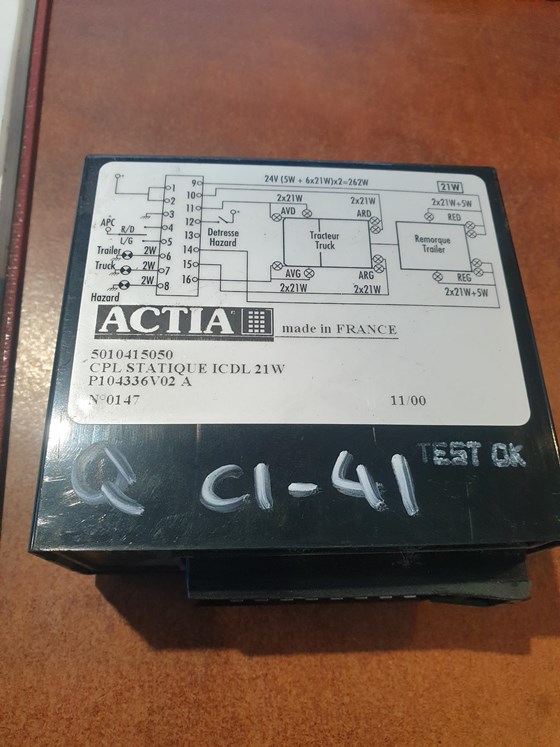 24V (5W + 6x21W)x2=262W
21W
1 9
2 10
3 11
APC 4 12
R/D
L/G 5 13
Trailer 2W 6 14
Truck 2W 7 15
2W 8 16
Hazard
Detresse
Hazard
2x21W 2x21W
AVD ARD
Tracteur
Truck
AVG ARG
2x21W 2x21W
2x21W+5W
RED
Remorque
Trailer
REG
2x21W+5W
ACTIA made in FRANCE
5010415050
CPL STATIQUE ICDL 21W
P104336V02 A
N°0147 11/00
TEST OK
Q C1-41